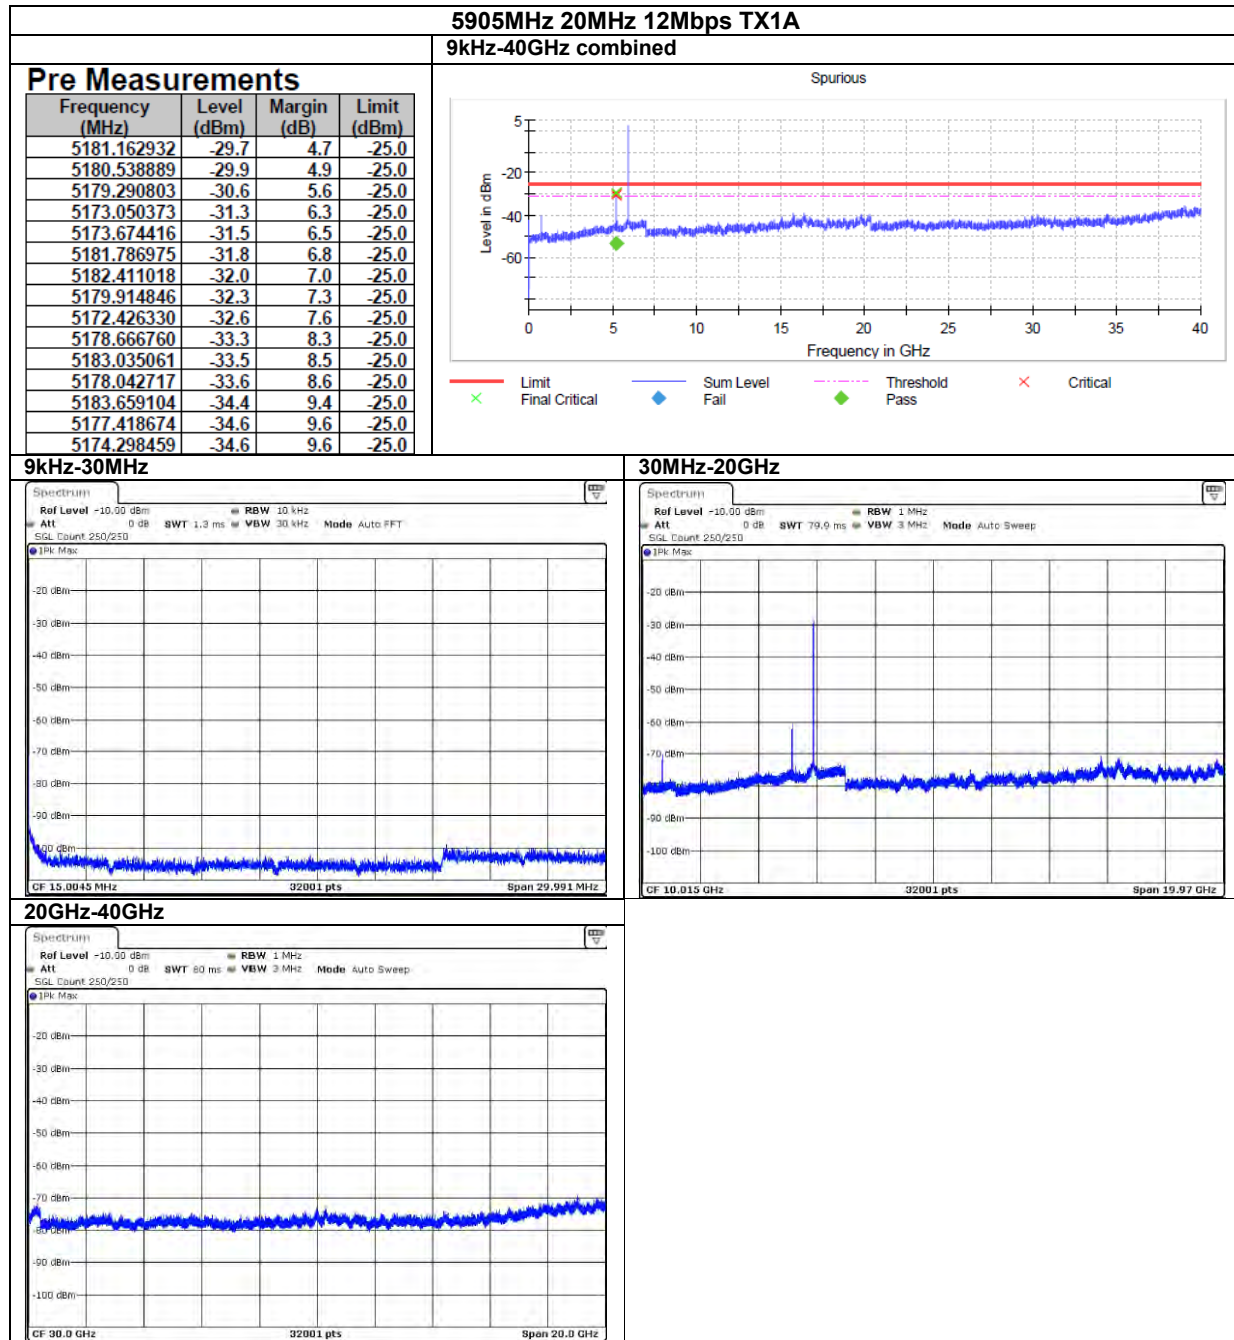 5905MHz 20MHz 12Mbps TX1A
9kHz-40GHz combined
Pre Measurements
Frequency (MHz) Level (dBm) Margin (dB) Limit (dBm)
5181.162932 -29.7 4.7 -25.0
5180.538889 -29.9 4.9 -25.0
5179.290803 -30.6 5.6 -25.0
5173.050373 -31.3 6.3 -25.0
5173.674416 -31.5 6.5 -25.0
5181.786975 -31.8 6.8 -25.0
5182.411018 -32.0 7.0 -25.0
5179.914846 -32.3 7.3 -25.0
5172.426330 -32.6 7.6 -25.0
5178.666760 -33.3 8.3 -25.0
5183.035061 -33.5 8.5 -25.0
5178.042717 -33.6 8.6 -25.0
5183.659104 -34.4 9.4 -25.0
5177.418674 -34.6 9.6 -25.0
5174.298459 -34.6 9.6 -25.0
Spurious
Level in dBm
5
-20
-40
-60
0 5 10 15 20 25 30 35 40
Frequency in GHz
Limit Sum Level Threshold Critical
Final Critical Fail Pass
9kHz-30MHz
Spectrum
Ref Level -10.00 dBm RBW 10 kHz
Att 0 dB SWT 1.3 ms VBW 30 kHz Mode Auto FFT
SGL Count 250/250
1Pk Max
-20 dBm
-30 dBm
-40 dBm
-50 dBm
-60 dBm
-70 dBm
-80 dBm
-90 dBm
CF 15.0045 MHz 32001 pts Span 29.991 MHz
30MHz-20GHz
Spectrum
Ref Level -10.00 dBm RBW 1 MHz
Att 0 dB SWT 79.9 ms VBW 3 MHz Mode Auto Sweep
SGL Count 250/250
1Pk Max
-20 dBm
-30 dBm
-40 dBm
-50 dBm
-60 dBm
-70 dBm
-90 dBm
-100 dBm
CF 10.015 GHz 32001 pts Span 19.97 GHz
20GHz-40GHz
Spectrum
Ref Level -10.00 dBm RBW 1 MHz
Att 0 dB SWT 80 ms VBW 3 MHz Mode Auto Sweep
SGL Count 250/250
1Pk Max
-20 dBm
-30 dBm
-40 dBm
-50 dBm
-60 dBm
-70 dBm
-80 dBm
-90 dBm
-100 dBm
CF 30.0 GHz 32001 pts Span 20.0 GHz